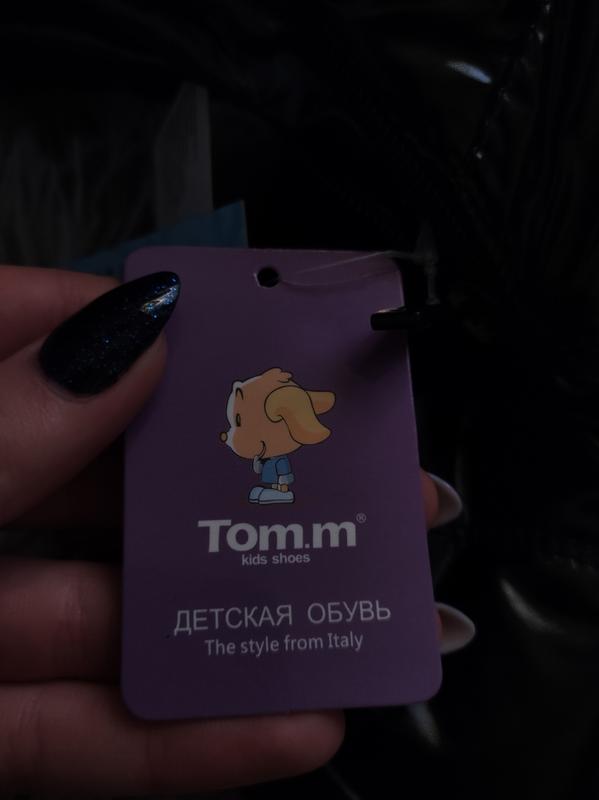 Tom.m®
kids shoes
ДЕТСКАЯ ОБУВЬ
The style from Italy